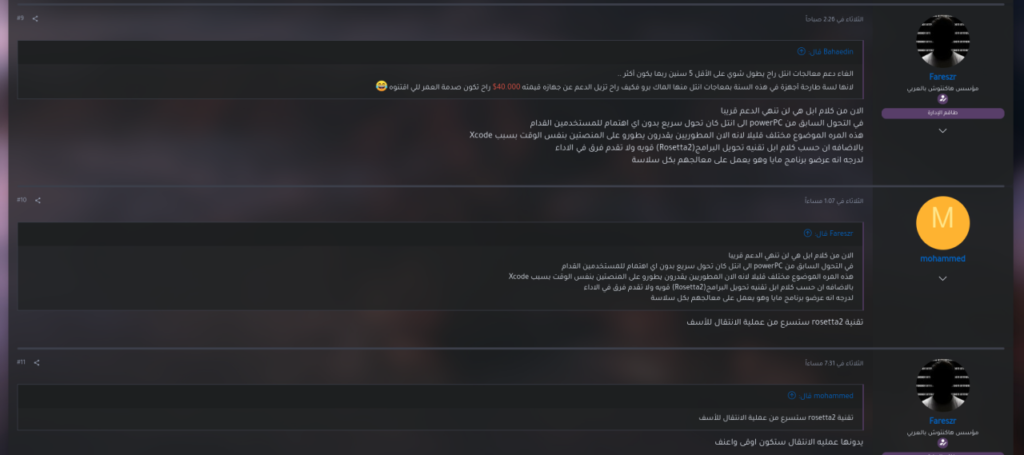 #9
الثلاثاء في 2:26 صباحاً
Fareszr
مؤسس هاكنتوش بالعربي
طاقم الإدارة
Baheedin قال:
الغاء دعم معالجات انتل راح يطول شوي على الأقل 5 سنين ربما يكون أكثر ..
لانها لسة طارحة أجهزة في هذه السنة بمعاجات انتل منها الماك برو فكيف راح تزيل الدعم عن جهازه قيمته 000 40$ راح تكون صدمة العمر للي اقتنوه
الان من كلام ابل هي لن تنهي الدعم قريبا
في التحول السابق من powerPC الى انتل كان تحول سريع بدون اي اهتمام للمستخدمين القدام
هذه المره الموضوع مختلف قليلا لانه الان المطوريين يقدرون يطورو على المنصتين بنفس الوقت بسبب Xcode
بالاضافه ان حسب كلام ابل تقنيه تحويل البرامج(Rosetta2) قويه ولا تقدم فرق في الاداء
لدرجه انه عرضو برنامج مايا وهو يعمل على معالجهم بكل سلاسة
#10
الثلاثاء في 1:07 مساءاً
M
mohammed
Fareszr قال:
الان من كلام ابل هي لن تنهي الدعم قريبا
في التحول السابق من powerPC الى انتل كان تحول سريع بدون اي اهتمام للمستخدمين القدام
هذه المره الموضوع مختلف قليلا لانه الان المطوريين يقدرون يطورو على المنصتين بنفس الوقت بسبب Xcode
بالاضافه ان حسب كلام ابل تقنيه تحويل البرامج(Rosetta2) قويه ولا تقدم فرق في الاداء
لدرجه انه عرضو برنامج مايا وهو يعمل على معالجهم بكل سلاسة
تقنية rosetta2 ستسرع من عملية الانتقال للأسف
#11
الثلاثاء في 7:31 مساءاً
Fareszr
مؤسس هاكنتوش بالعربي
mohammed قال:
تقنية rosetta2 ستسرع من عملية الانتقال للأسف
يدونها عمليه الانتقال ستكون اوقى واعنف